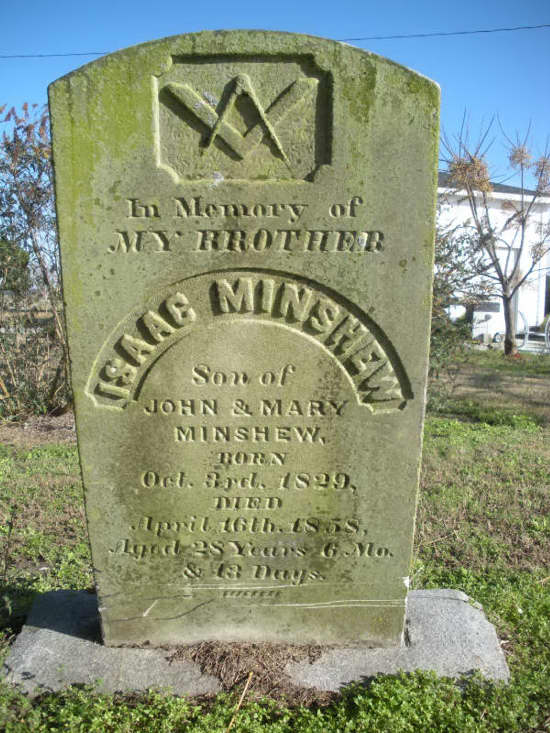 In Memory of
MY BROTHER
ISAAC MINSHEW
Son of
JOHN & MARY
MINSHEW,
BORN
Oct. 3rd. 1829,
DIED
April 16th. 1858,
Aged 28 Years 6 Mo.
& 13 Days.